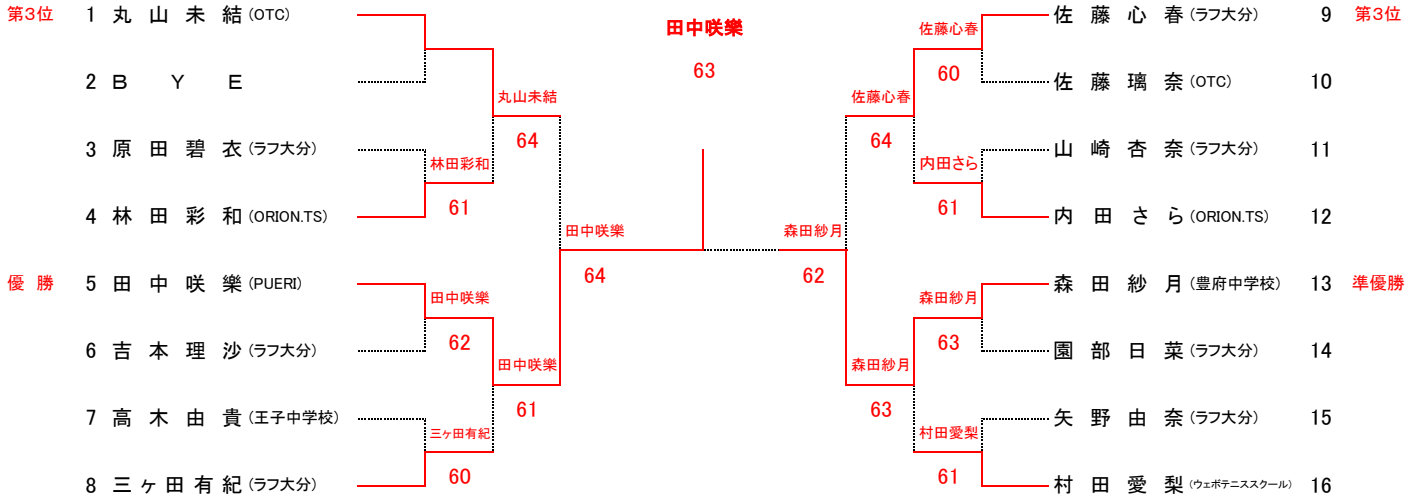 第3位 1 丸山未結 (OTC)
2 BYE
3 原田碧衣 (ラフ大分)
4 林田彩和 (ORION.TS)
優勝 5 田中咲樂 (PUERI)
6 吉本理沙 (ラフ大分)
7 高木由貴 (王子中学校)
8 三ヶ田有紀 (ラフ大分)
林田彩和
61
田中咲樂
62
三ヶ田有紀
60
丸山未結
64
田中咲樂
61
田中咲樂
64
田中咲樂
63
森田紗月
62
佐藤心春
64
森田紗月
63
佐藤心春
60
内田さら
61
森田紗月
63
村田愛梨
61
佐藤心春 (ラフ大分) 9 第3位
佐藤璃奈 (OTC) 10
山崎杏奈 (ラフ大分) 11
内田さら (ORION.TS) 12
森田紗月 (豊府中学校) 13 準優勝
園部日菜 (ラフ大分) 14
矢野由奈 (ラフ大分) 15
村田愛梨 (ウェポテニススクール) 16